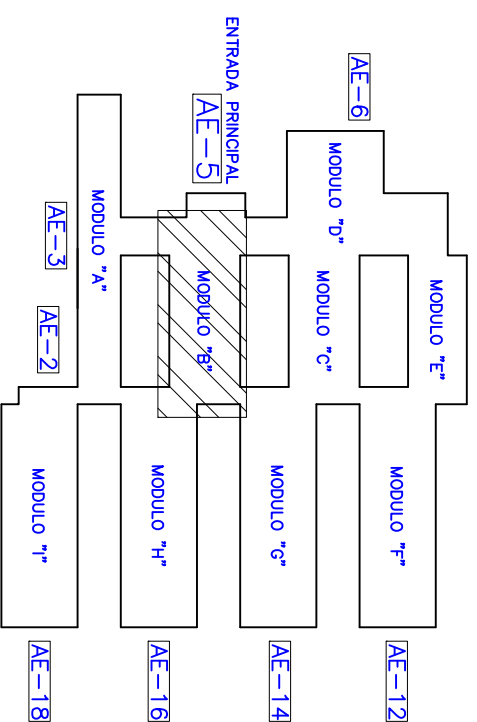 ENTRADA PRINCIPAL
AE-5
AE-6
AE-3
AE-2
MODULO "A"
MODULO "B"
MODULO "C"
MODULO "D"
MODULO "E"
MODULO "F"
MODULO "G"
MODULO "H"
MODULO "I"
AE-12
AE-14
AE-16
AE-18